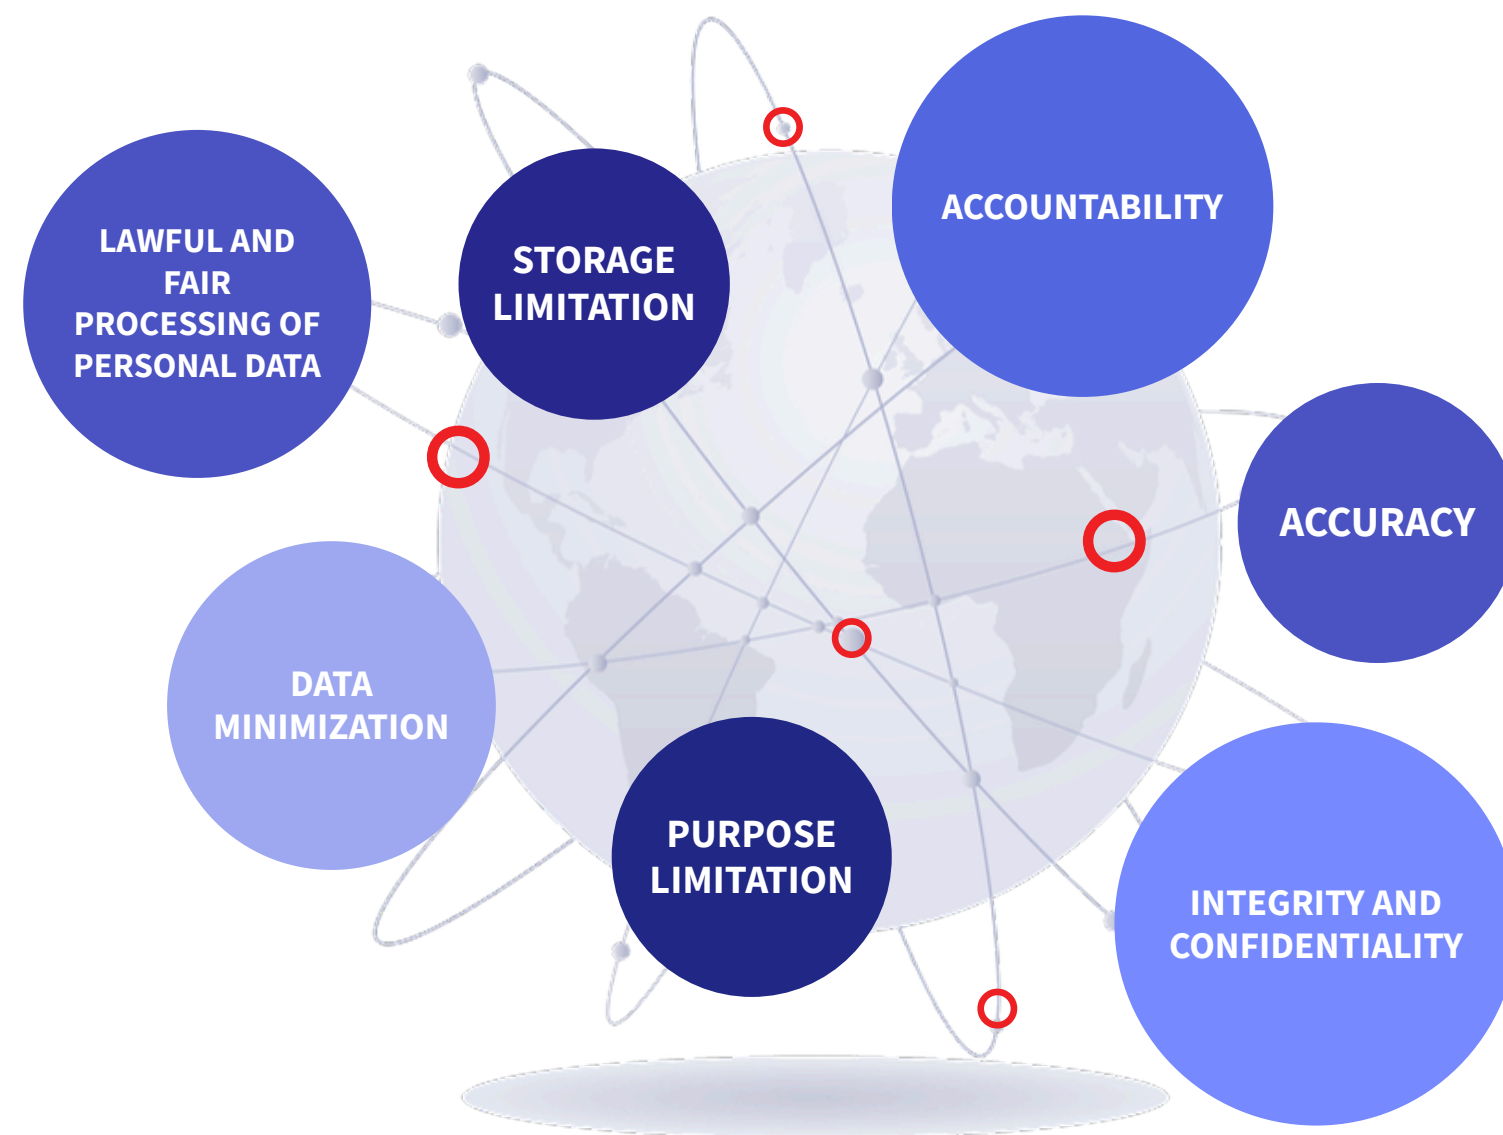 LAWFUL AND
FAIR
PROCESSING OF
PERSONAL DATA
STORAGE
LIMITATION
ACCOUNTABILITY
ACCURACY
DATA
MINIMIZATION
PURPOSE
LIMITATION
INTEGRITY AND
CONFIDENTIALITY